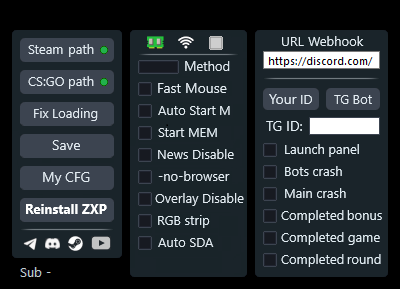 Steam path
CS:GO path
Fix Loading
Save
My CFG
Reinstall ZXP
Sub -
Method
Fast Mouse
Auto Start M
Start MEM
News Disable
-no-browser
Overlay Disable
RGB strip
Auto SDA
URL Webhook
https://discord.com/
Your ID
TG Bot
TG ID:
Launch panel
Bots crash
Main crash
Completed bonus
Completed game
Completed round